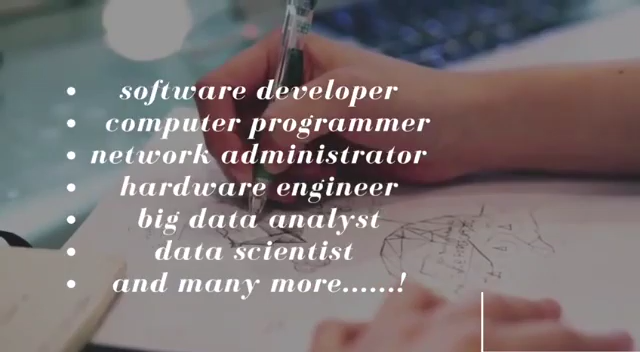 • software developer
• computer programmer
• network administrator
• hardware engineer
• big data analyst
• data scientist
• and many more......!